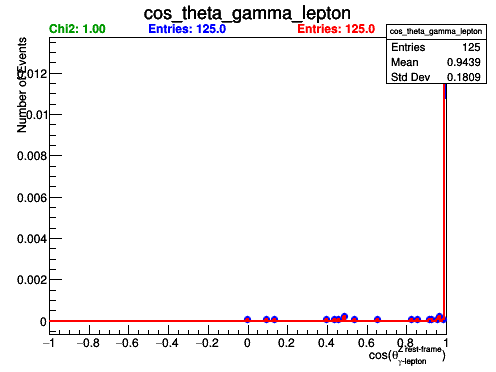 cos_theta_gamma_lepton
Chi2: 1.00 Entries: 125.0 Entries: 125.0
cos_theta_gamma_lepton
Entries 125
Mean 0.9439
Std Dev 0.1809
Number of Events
0.012
0.01
0.008
0.006
0.004
0.002
0
−1 −0.8 −0.6 −0.4 −0.2 0 0.2 0.4 0.6 0.8 1
cos(θ^Z rest-frame_γ-lepton)